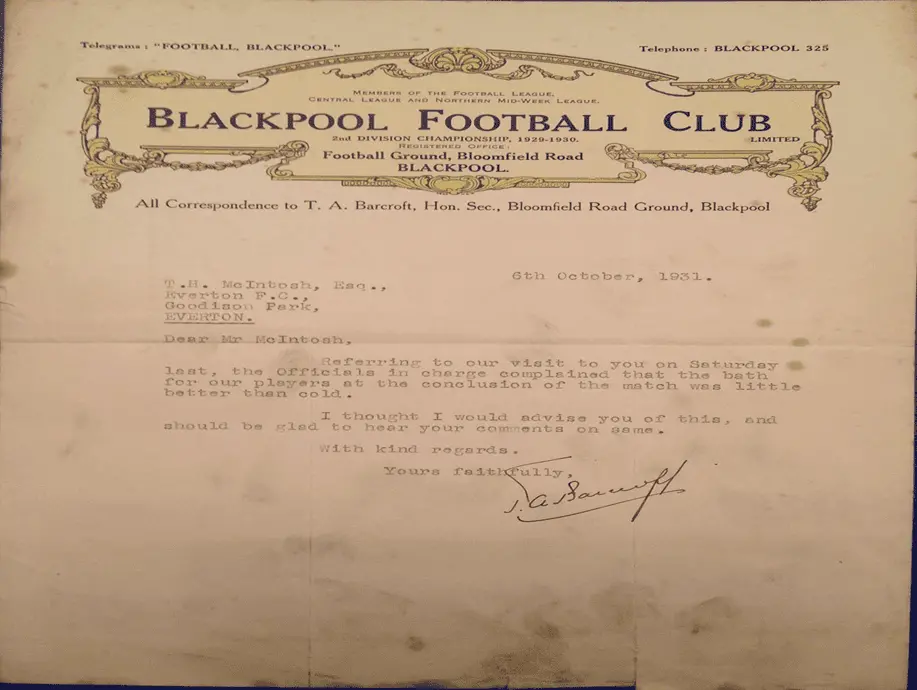 Telegrams : "FOOTBALL, BLACKPOOL."
Telephone : BLACKPOOL 325
MEMBERS OF THE FOOTBALL LEAGUE,
CENTRAL LEAGUE AND NORTHERN MID-WEEK LEAGUE.
BLACKPOOL FOOTBALL CLUB
LIMITED
2nd DIVISION CHAMPIONSHIP, 1929-1930.
REGISTERED OFFICE:
Football Ground, Bloomfield Road
BLACKPOOL.
All Correspondence to T. A. Barcroft, Hon. Sec., Bloomfield Road Ground, Blackpool
6th October, 1931.
T.H. McIntosh, Esq.,
Everton F.C.,
Goodison Park,
EVERTON.
Dear Mr McIntosh,
Referring to our visit to you on Saturday
last, the Officials in charge complained that the bath
for our players at the conclusion of the match was little
better than cold.
I thought I would advise you of this, and
should be glad to hear your comments on same.
With kind regards.
Yours faithfully,
T. A. Barcroft